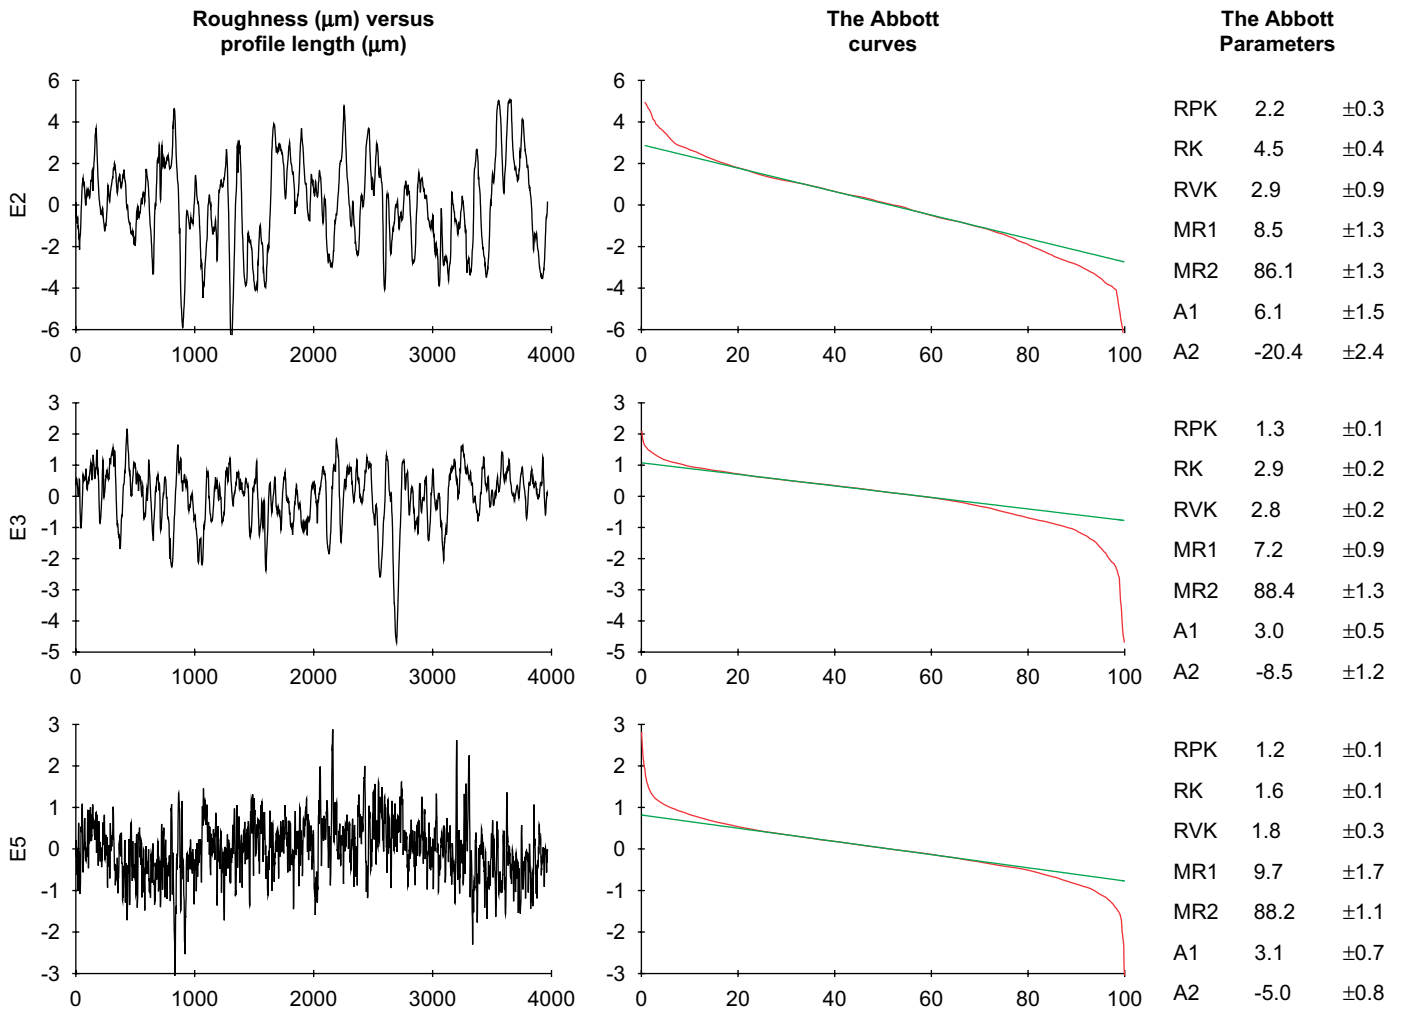 Roughness (μm) versus
profile length (μm)
The Abbott
curves
The Abbott
Parameters
E2
6
4
2
0
-2
-4
-6
0 1000 2000 3000 4000
6
4
2
0
-2
-4
-6
0 20 40 60 80 100
RPK 2.2 ±0.3
RK 4.5 ±0.4
RVK 2.9 ±0.9
MR1 8.5 ±1.3
MR2 86.1 ±1.3
A1 6.1 ±1.5
A2 -20.4 ±2.4
E3
3
2
1
0
-1
-2
-3
-4
-5
0 1000 2000 3000 4000
3
2
1
0
-1
-2
-3
-4
-5
0 20 40 60 80 100
RPK 1.3 ±0.1
RK 2.9 ±0.2
RVK 2.8 ±0.2
MR1 7.2 ±0.9
MR2 88.4 ±1.3
A1 3.0 ±0.5
A2 -8.5 ±1.2
E5
3
2
1
0
-1
-2
-3
0 1000 2000 3000 4000
3
2
1
0
-1
-2
-3
0 20 40 60 80 100
RPK 1.2 ±0.1
RK 1.6 ±0.1
RVK 1.8 ±0.3
MR1 9.7 ±1.7
MR2 88.2 ±1.1
A1 3.1 ±0.7
A2 -5.0 ±0.8